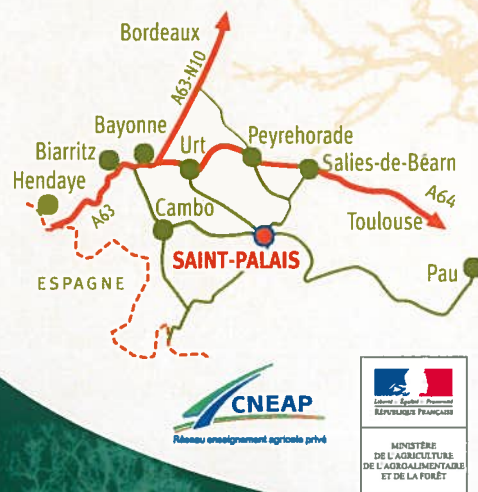 Bordeaux
A63-N10
Bayonne
Urt
Peyrehorade
Biarritz
Salies-de-Béarn
Hendaye
A63
Cambo
A64
Toulouse
SAINT-PALAIS
Pau
ESPAGNE
CNEAP
Réseau enseignement agricole privé
Liberté • Égalité • Fraternité
RÉPUBLIQUE FRANÇAISE
MINISTÈRE
DE L'AGRICULTURE
DE L'AGROALIMENTAIRE
ET DE LA FORÊT